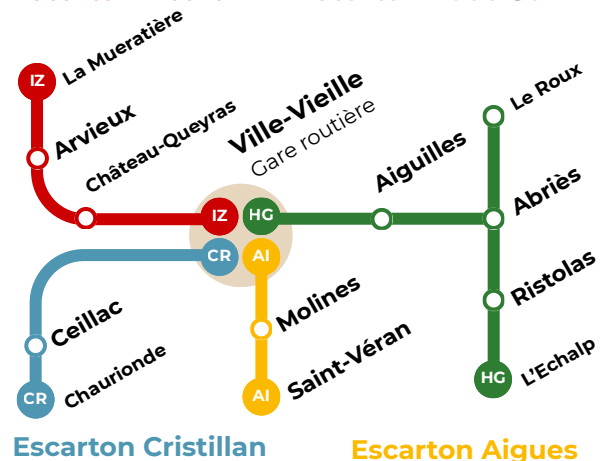 La Mueratière
IZ
Arvieux
Château-Queyras
Ville-Vieille
Gare routière
Aiguilles
Le Roux
Abriès
IZ
HG
CR
AI
Ristolas
Molines
Ceillac
Saint-Véran
L'Echalp
HG
Chaurionde
CR
AI
Escarton Cristillan
Escarton Aigues